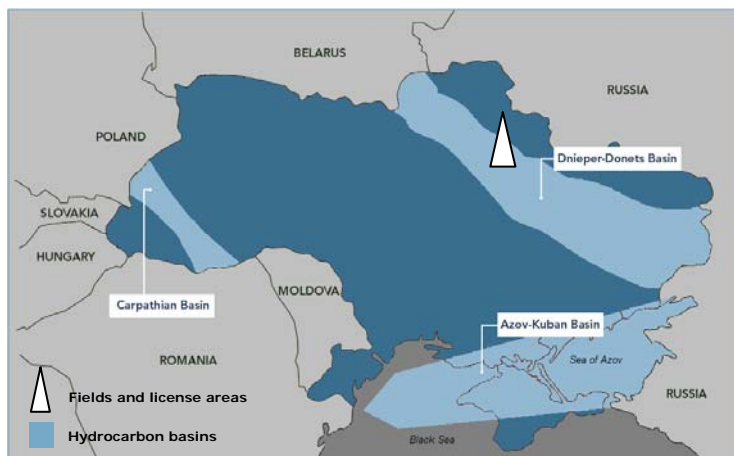 BELARUS
RUSSIA
POLAND
Dnieper-Donets Basin
SLOVAKIA
HUNGARY
MOLDOVA
Carpathian Basin
Azov-Kuban Basin
Sea of Azov
ROMANIA
RUSSIA
Fields and license areas
Hydrocarbon basins
Black Sea